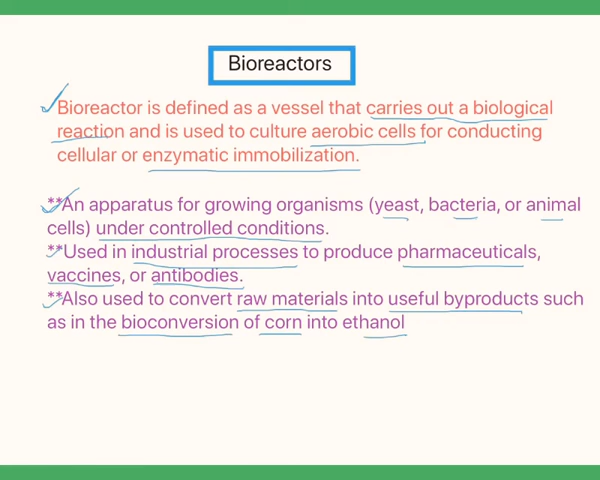 Bioreactors
Bioreactor is defined as a vessel that carries out a biological
reaction and is used to culture aerobic cells for conducting
cellular or enzymatic immobilization.
**An apparatus for growing organisms (yeast, bacteria, or animal
cells) under controlled conditions.
**Used in industrial processes to produce pharmaceuticals,
vaccines, or antibodies.
**Also used to convert raw materials into useful byproducts such
as in the bioconversion of corn into ethanol